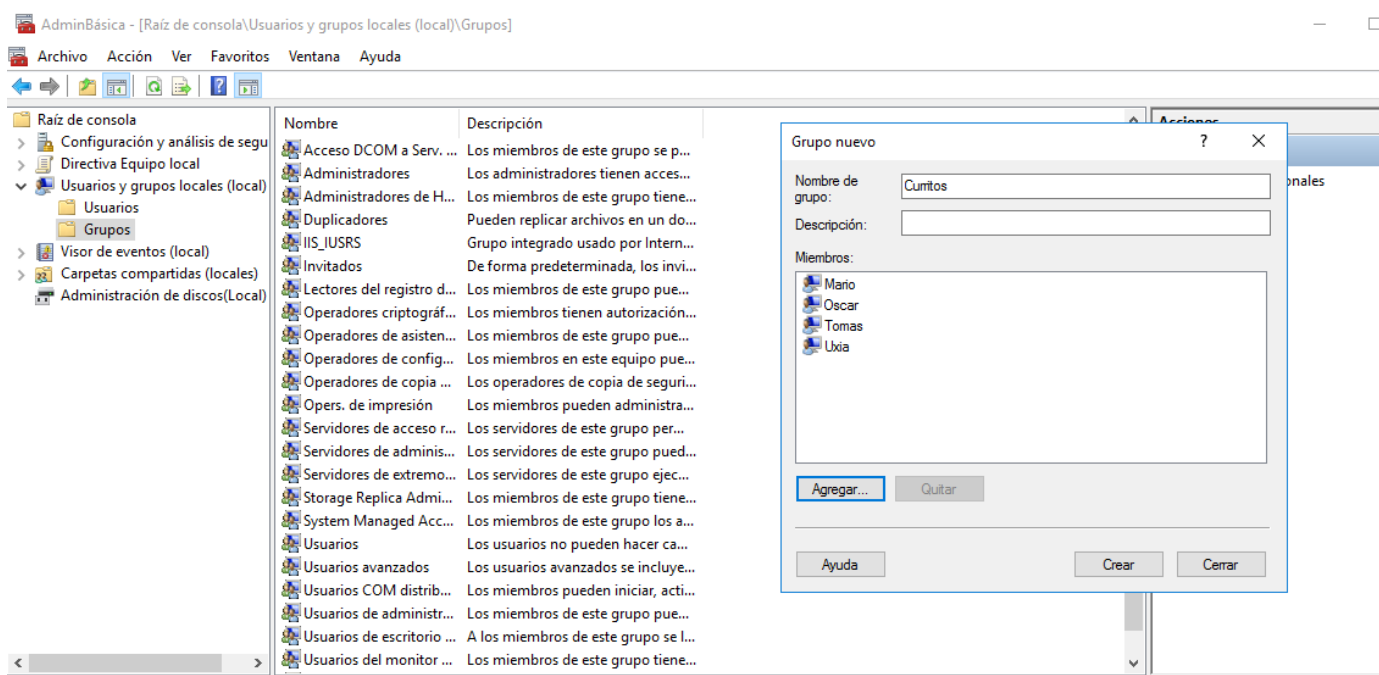 AdminBásica - [Raíz de consola\Usuarios y grupos locales (local)\Grupos]
Archivo Acción Ver Favoritos Ventana Ayuda
Raíz de consola
Configuración y análisis de segu
Directiva Equipo local
Usuarios y grupos locales (local)
Usuarios
Grupos
Visor de eventos (local)
Carpetas compartidas (locales)
Administración de discos(Local)
Nombre Descripción
Acceso DCOM a Serv. ... Los miembros de este grupo se p...
Administradores Los administradores tienen acces...
Administradores de H... Los miembros de este grupo tiene...
Duplicadores Pueden replicar archivos en un do...
IIS_IUSRS Grupo integrado usado por Intern...
Invitados De forma predeterminada, los invi...
Lectores del registro d... Los miembros de este grupo pue...
Operadores criptográf... Los miembros tienen autorización...
Operadores de asisten... Los miembros de este grupo pue...
Operadores de config... Los miembros en este equipo pue...
Operadores de copia ... Los operadores de copia de seguri...
Opers. de impresión Los miembros pueden administra...
Servidores de acceso r... Los servidores de este grupo per...
Servidores de adminis... Los servidores de este grupo pued...
Servidores de extremo... Los servidores de este grupo ejec...
Storage Replica Admi... Los miembros de este grupo tiene...
System Managed Acc... Los miembros de este grupo los a...
Usuarios Los usuarios no pueden hacer ca...
Usuarios avanzados Los usuarios avanzados se incluye...
Usuarios COM distrib... Los miembros pueden iniciar, acti...
Usuarios de administr... Los miembros de este grupo pue...
Usuarios de escritorio ... A los miembros de este grupo se l...
Usuarios del monitor ... Los miembros de este grupo tiene...
Acciones
onales
Grupo nuevo ?
Nombre de
grupo:
Curritos
Descripción:
Miembros:
Mario
Oscar
Tomas
Uxia
Agregar... Quitar
Ayuda Crear Cerrar